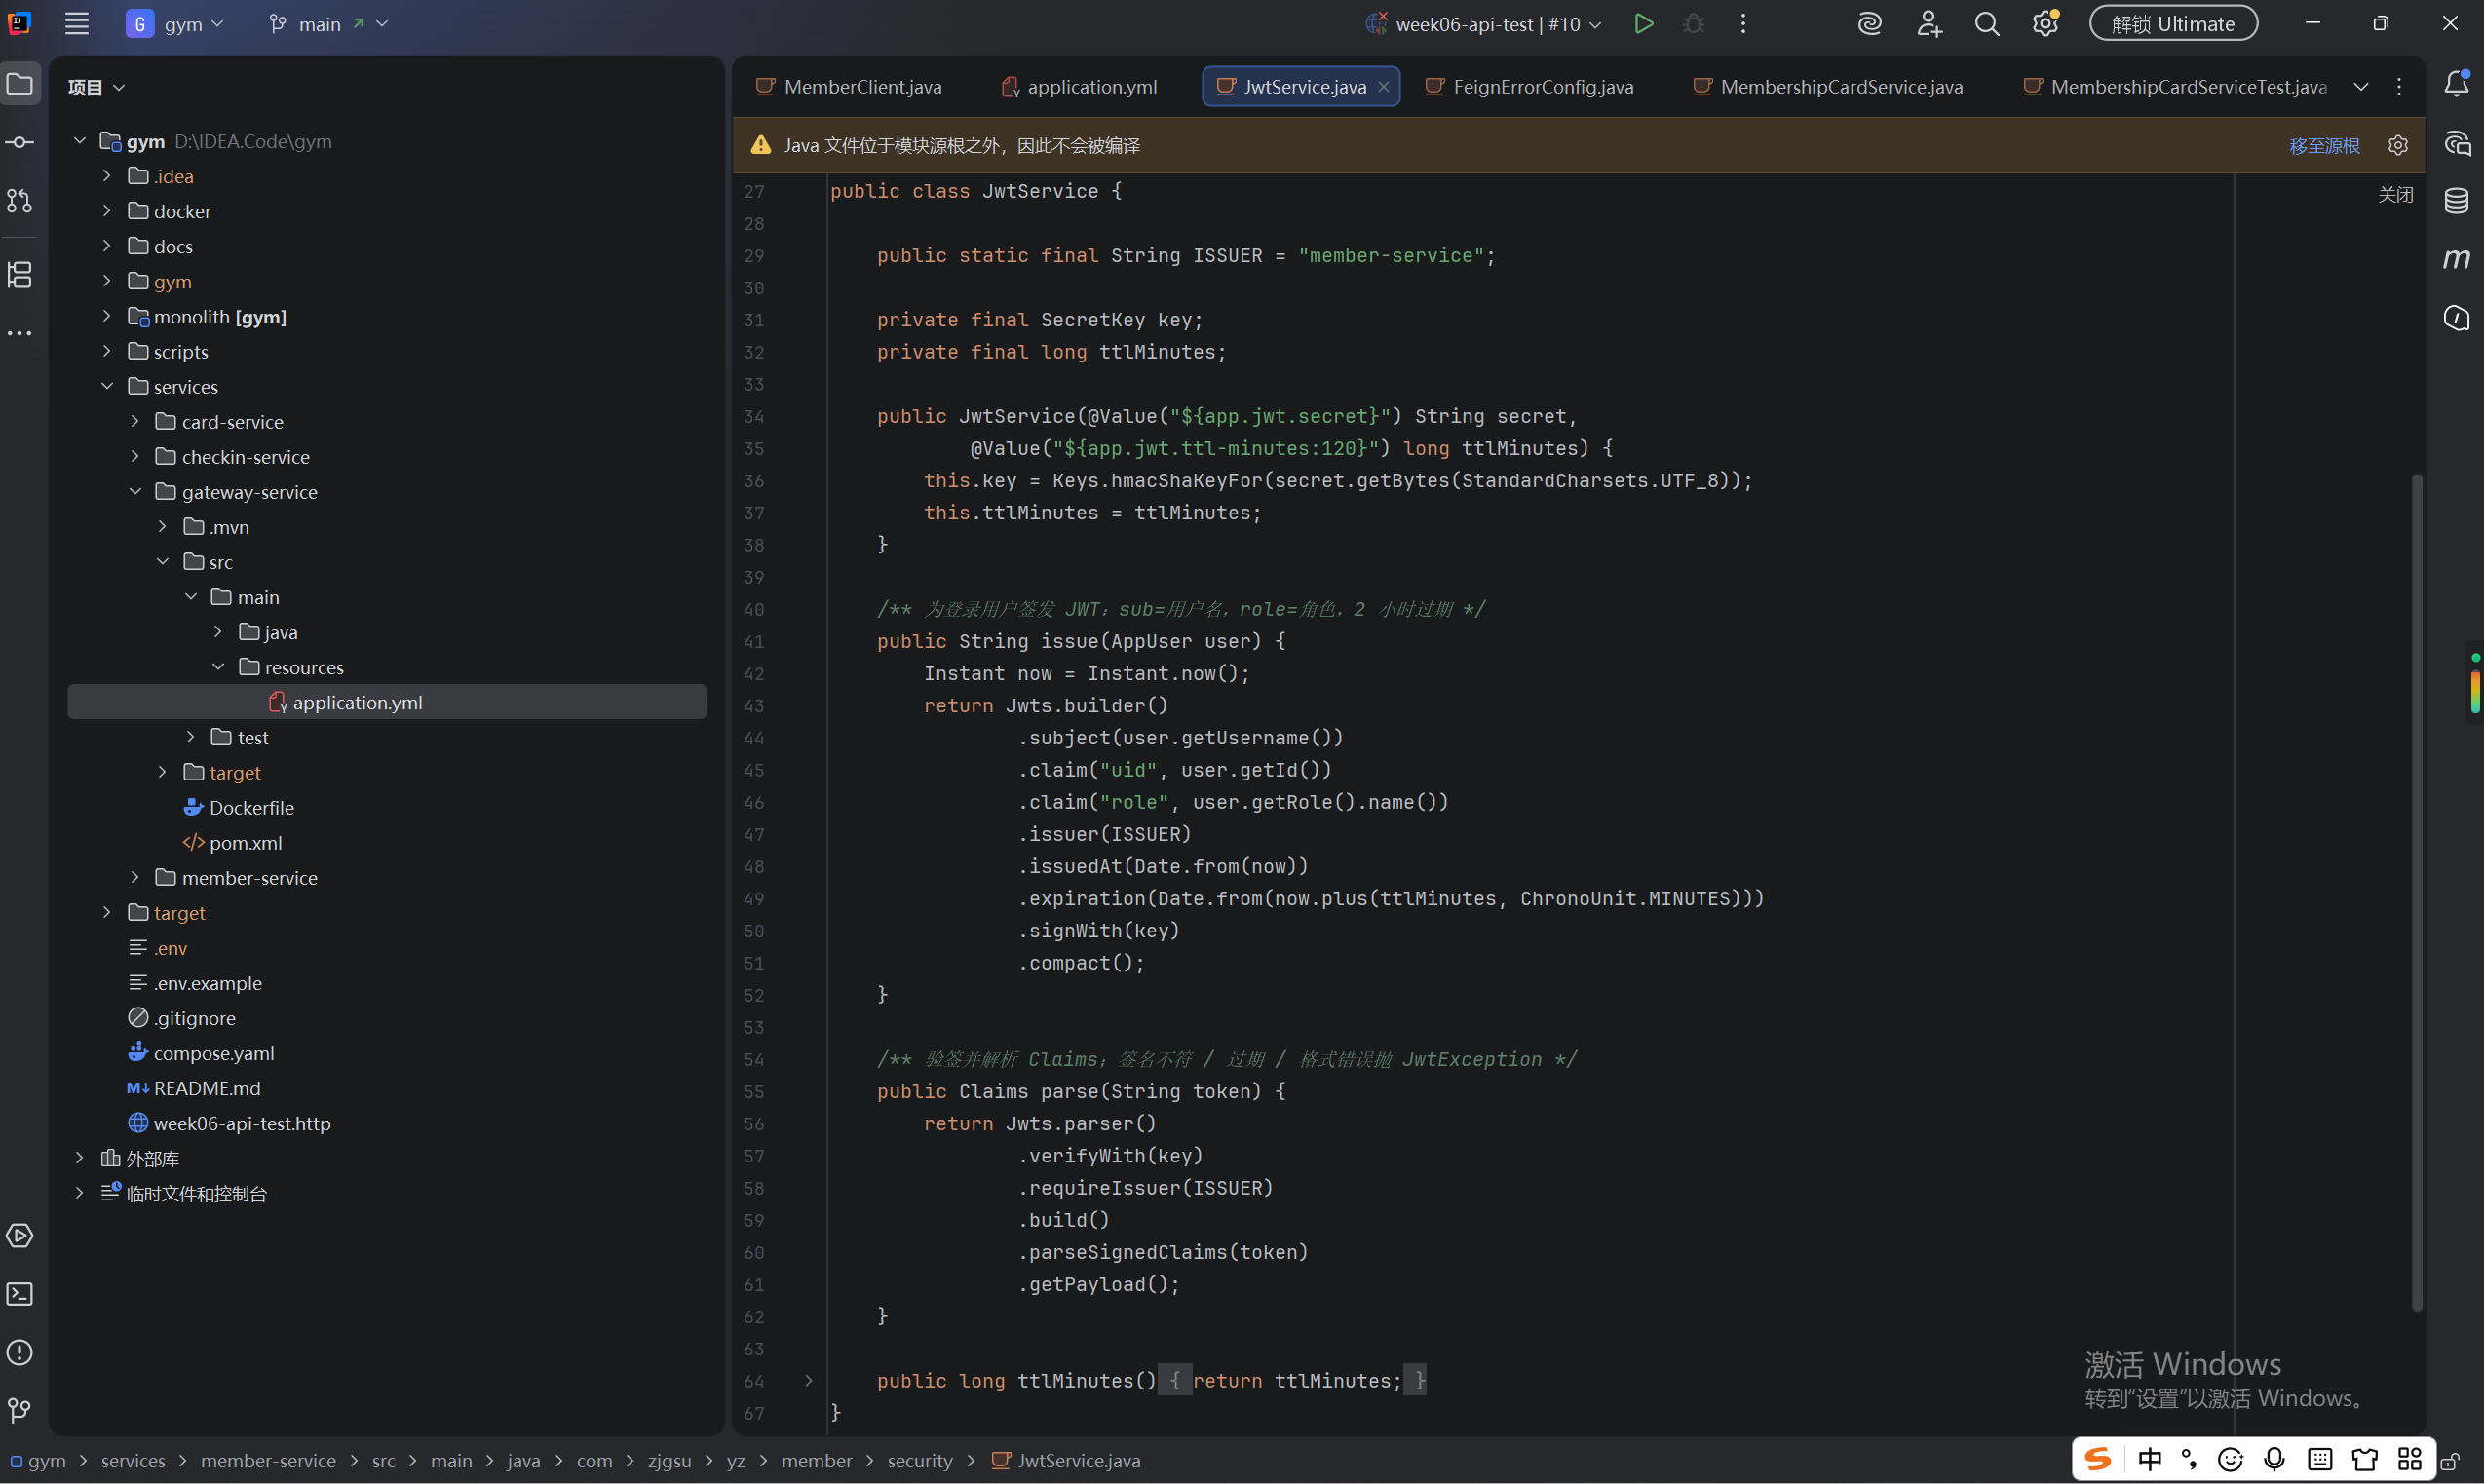 G gym main week06-api-test | #10 解锁 Ultimate
项目
gym D:\IDEA.Code\gym
.idea
docker
docs
gym
monolith [gym]
scripts
services
card-service
checkin-service
gateway-service
.mvn
src
main
java
resources
application.yml
test
target
Dockerfile
pom.xml
member-service
target
.env
.env.example
.gitignore
compose.yaml
README.md
week06-api-test.http
外部库
临时文件和控制台
MemberClient.java application.yml JwtService.java FeignErrorConfig.java MembershipCardService.java MembershipCardServiceTest.java
Java 文件位于模块源根之外，因此不会被编译 移至源根
关闭
27 public class JwtService {
28
29 public static final String ISSUER = "member-service";
30
31 private final SecretKey key;
32 private final long ttlMinutes;
33
34 public JwtService(@Value("${app.jwt.secret}") String secret,
35 @Value("${app.jwt.ttl-minutes:120}") long ttlMinutes) {
36 this.key = Keys.hmacShaKeyFor(secret.getBytes(StandardCharsets.UTF_8));
37 this.ttlMinutes = ttlMinutes;
38 }
39
40 /** 为登录用户签发 JWT：sub=用户名，role=角色，2 小时过期 */
41 public String issue(AppUser user) {
42 Instant now = Instant.now();
43 return Jwts.builder()
44 .subject(user.getUsername())
45 .claim("uid", user.getId())
46 .claim("role", user.getRole().name())
47 .issuer(ISSUER)
48 .issuedAt(Date.from(now))
49 .expiration(Date.from(now.plus(ttlMinutes, ChronoUnit.MINUTES)))
50 .signWith(key)
51 .compact();
52 }
53
54 /** 验签并解析 Claims；签名不符 / 过期 / 格式错误抛 JwtException */
55 public Claims parse(String token) {
56 return Jwts.parser()
57 .verifyWith(key)
58 .requireIssuer(ISSUER)
59 .build()
60 .parseSignedClaims(token)
61 .getPayload();
62 }
63
64 public long ttlMinutes() { return ttlMinutes; }
67 }
激活 Windows
转到“设置”以激活 Windows。
gym services member-service src main java com zjgsu yz member security JwtService.java
中